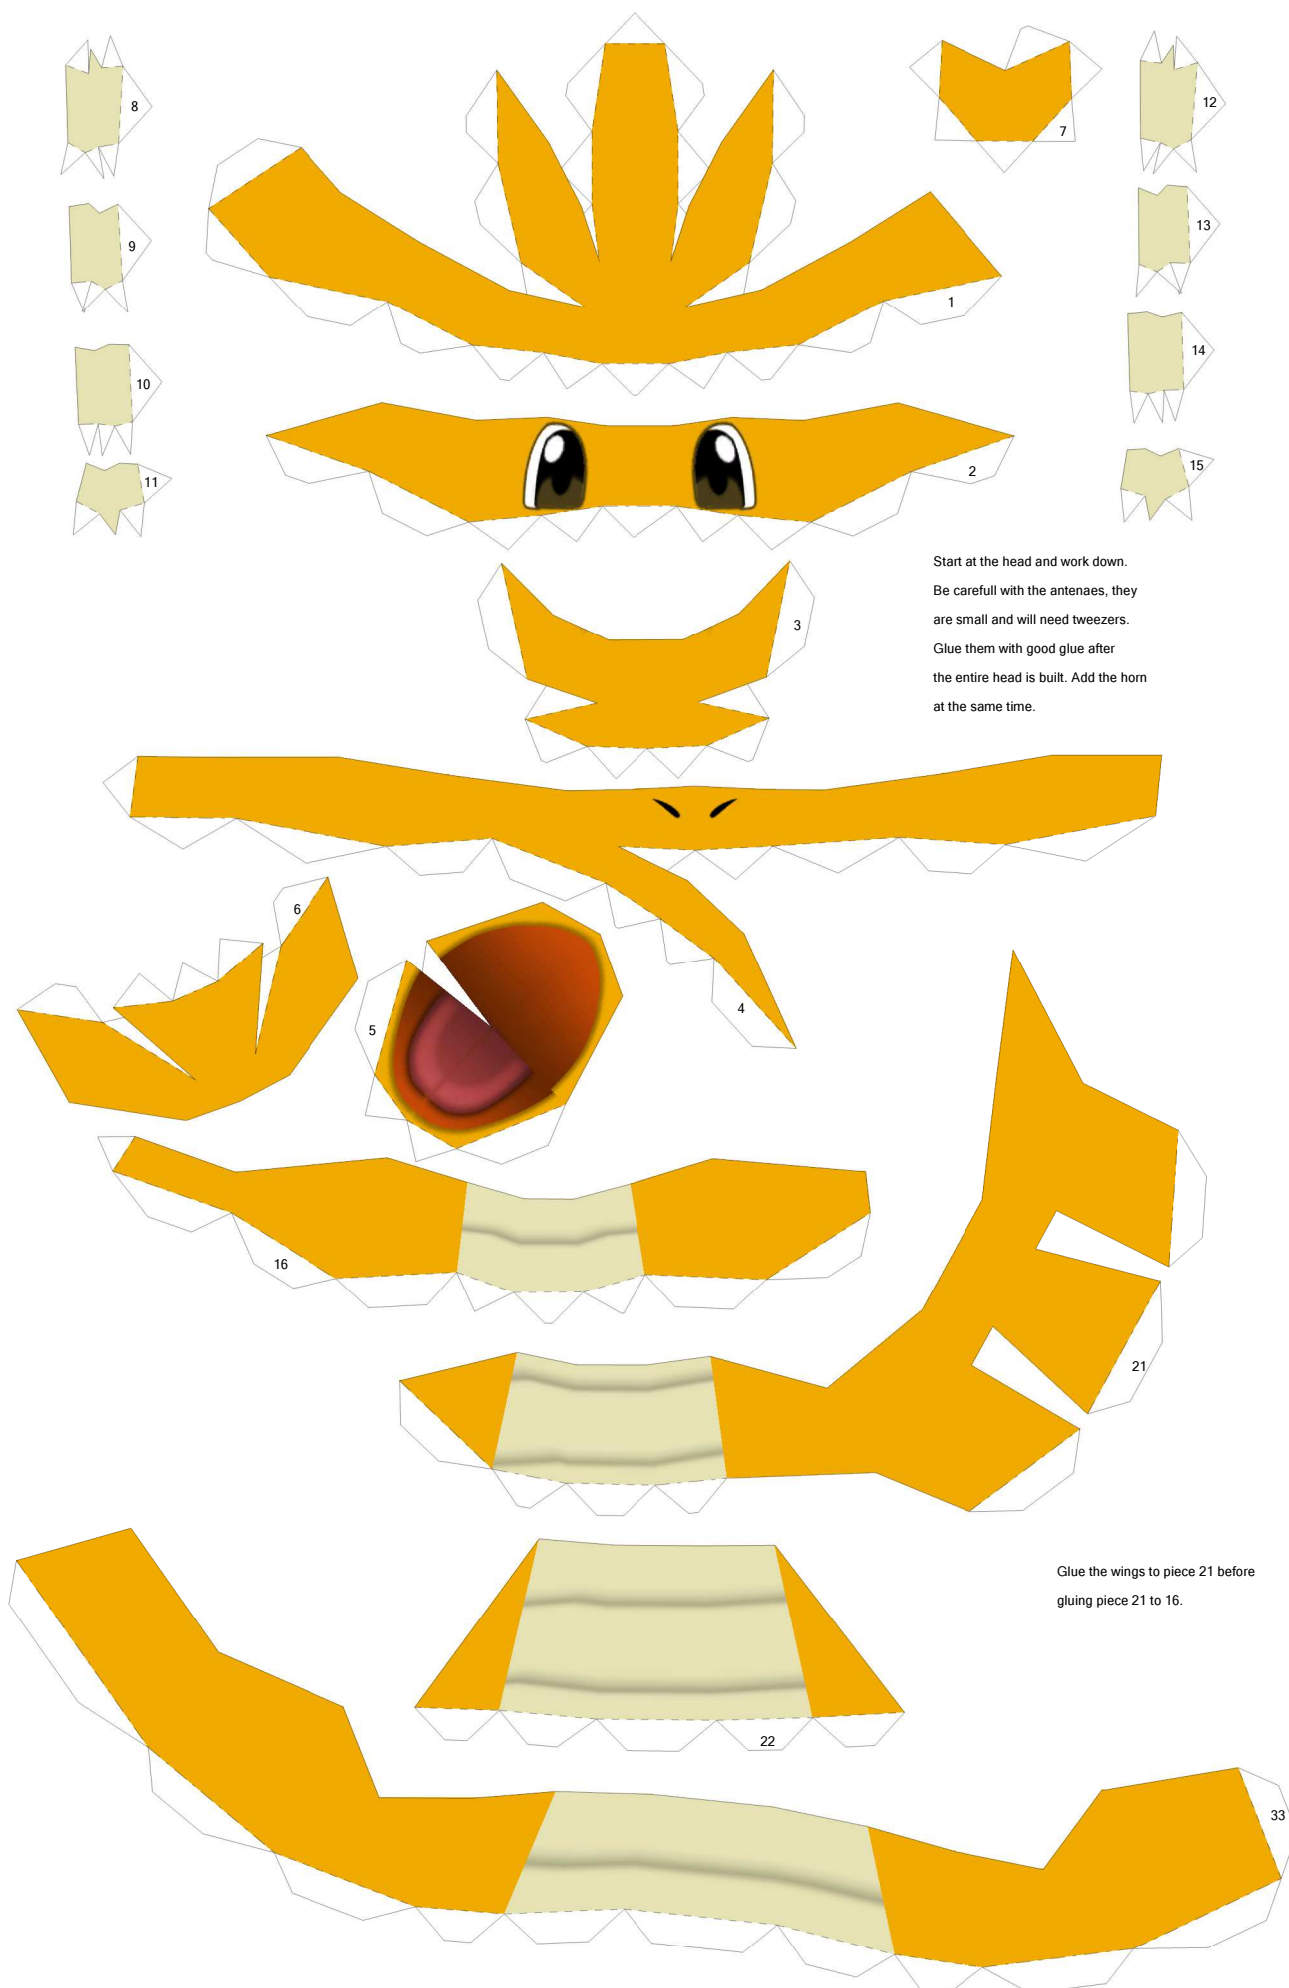 8
12
7
9
13
1
10
14
2
11
15
Start at the head and work down.
Be carefull with the antenaes, they
are small and will need tweezers.
Glue them with good glue after
the entire head is built. Add the horn
at the same time.
3
6
4
5
16
21
Glue the wings to piece 21 before
gluing piece 21 to 16.
22
33